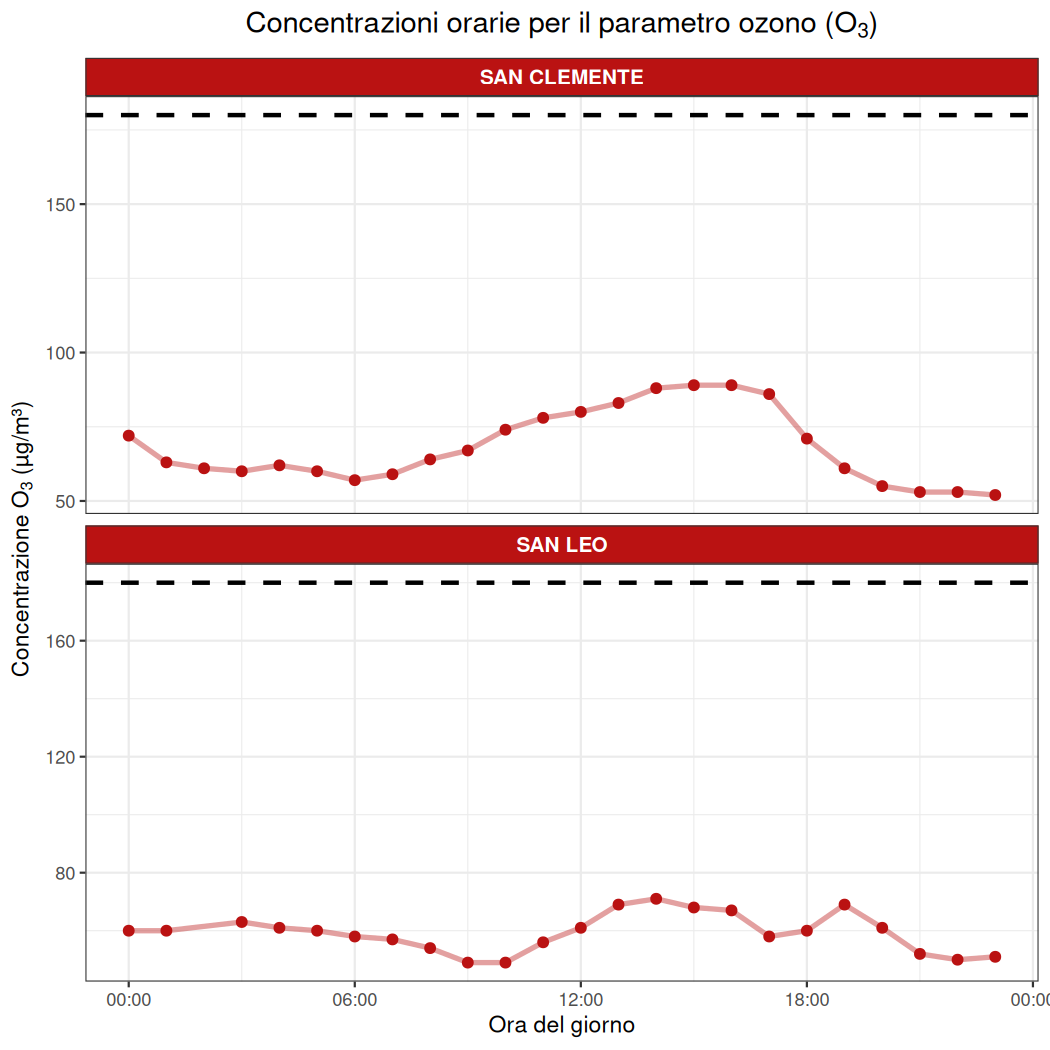 Concentrazioni orarie per il parametro ozono (O₃)
SAN CLEMENTE
150
100
50
SAN LEO
160
120
80
Concentrazione O₃ (µg/m³)
00:00 06:00 12:00 18:00 00:0
Ora del giorno